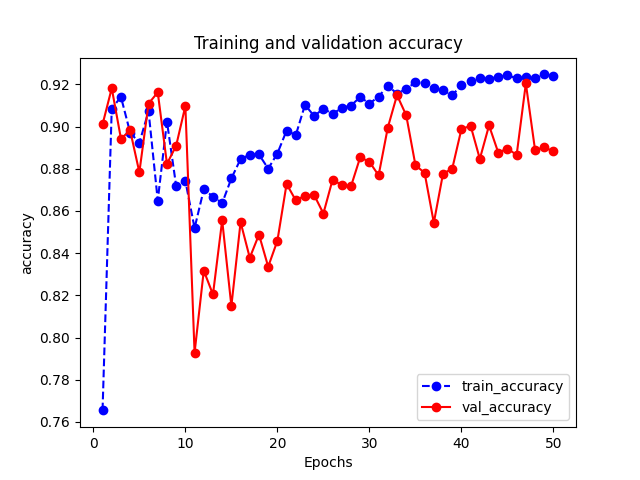 Training and validation accuracy
0.92
0.90
0.88
0.86
0.84
0.82
0.80
0.78
0.76
accuracy
train_accuracy
val_accuracy
0 10 20 30 40 50
Epochs